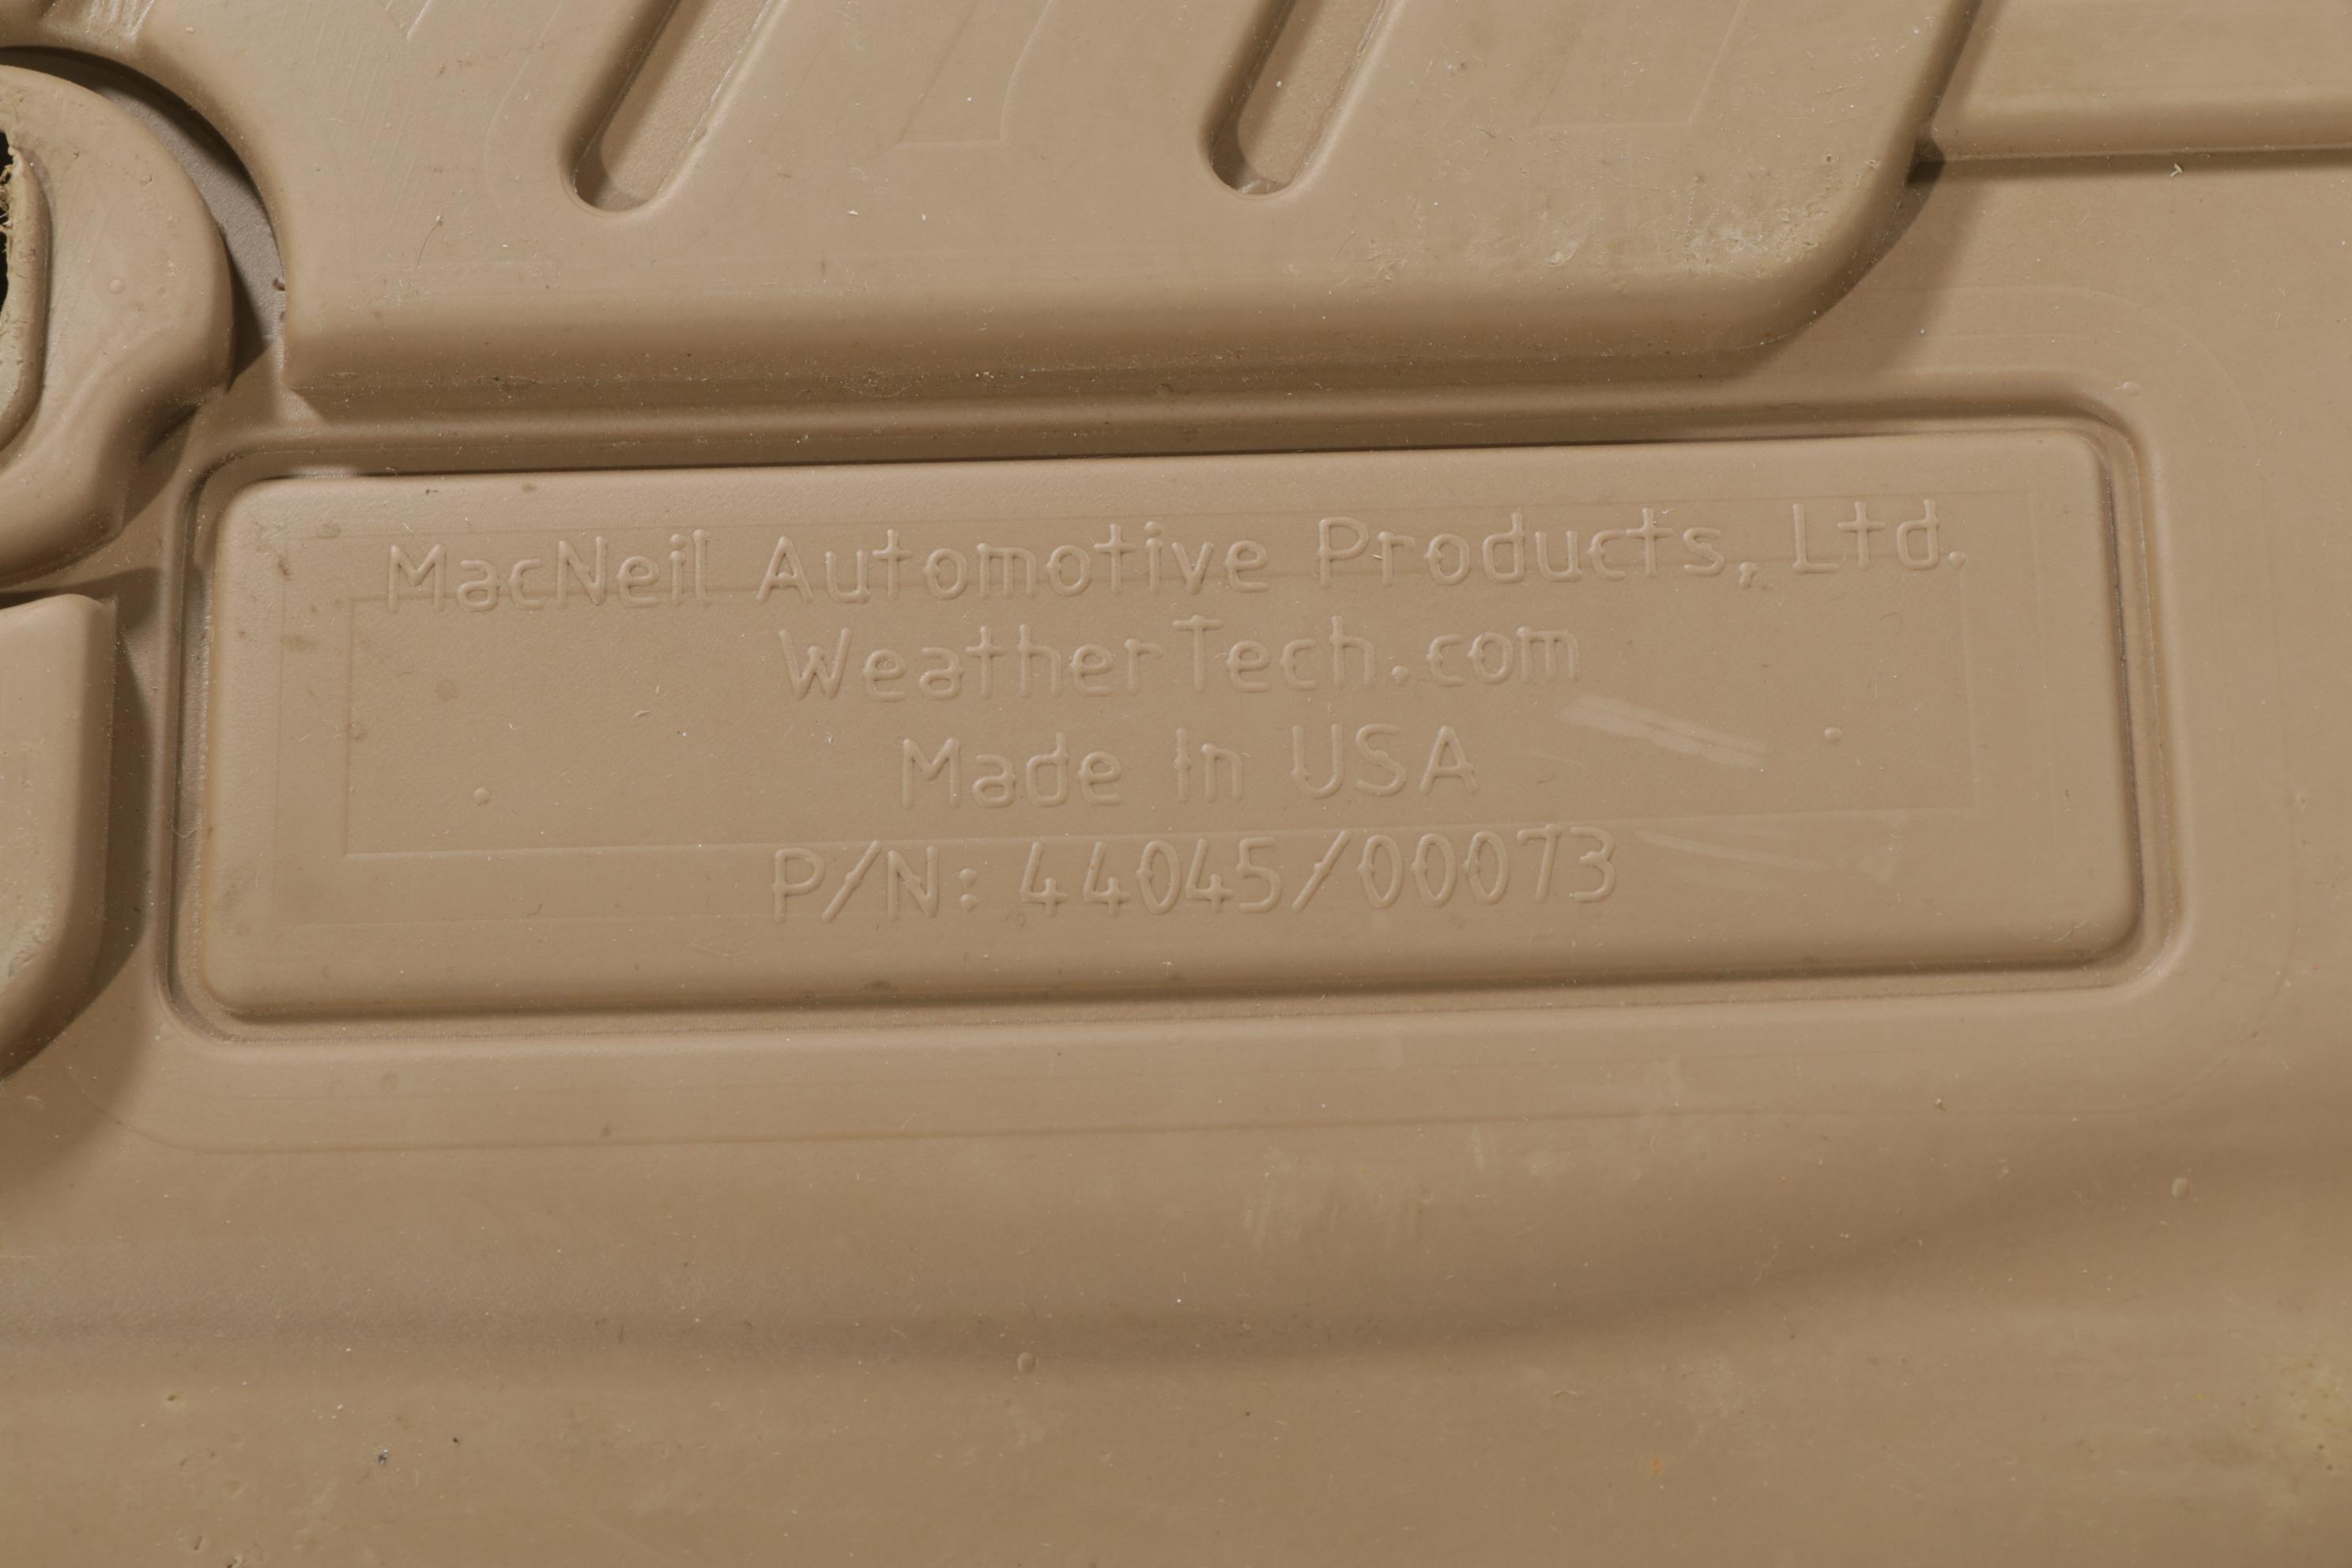 MacNeil Automotive Products, Ltd.
WeatherTech.com
Made In USA
P/N: 44045/00073